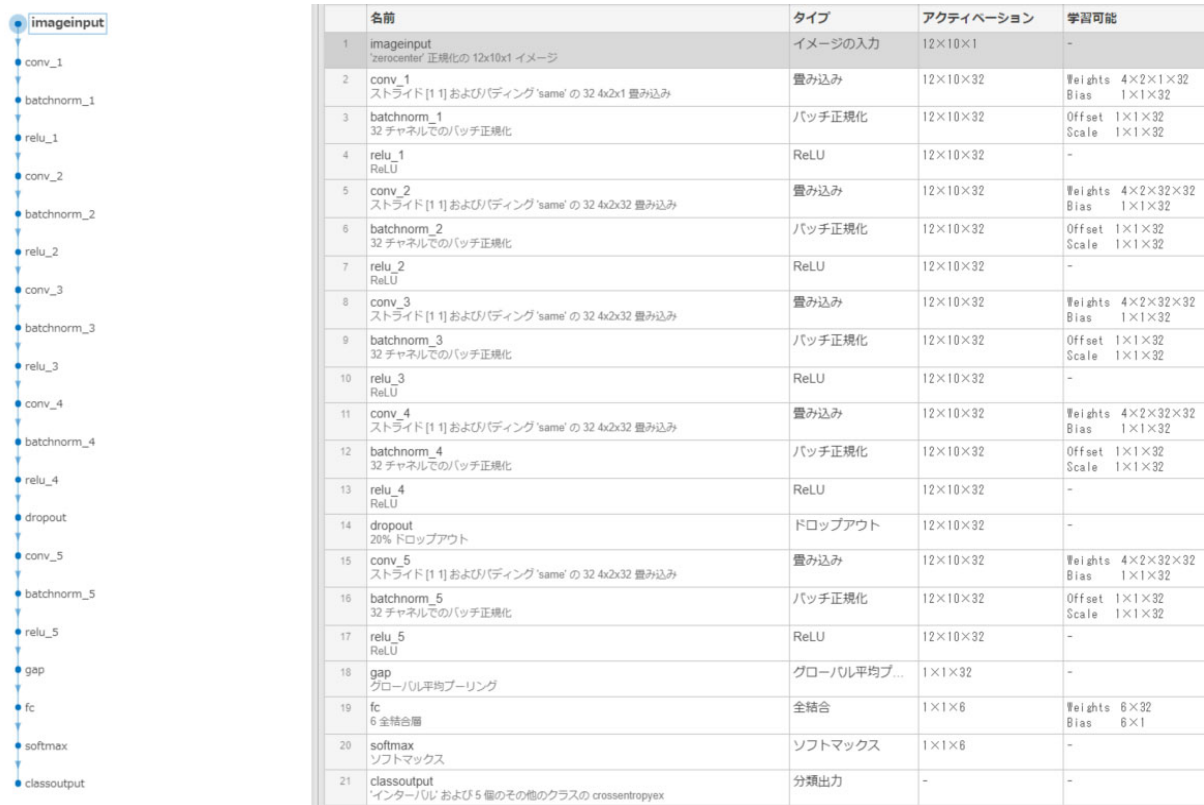 imageinput
conv_1
batchnorm_1
relu_1
conv_2
batchnorm_2
relu_2
conv_3
batchnorm_3
relu_3
conv_4
batchnorm_4
relu_4
dropout
conv_5
batchnorm_5
relu_5
gap
fc
softmax
classoutput
名前 タイプ アクティベーション 学習可能
1 imageinput イメージの入力 12×10×1 -
'zerocenter' 正規化の 12x10x1 イメージ
2 conv_1 畳み込み 12×10×32 Weights 4×2×1×32
ストライド [1 1] およびパディング 'same' の 32 4x2x1 畳み込み Bias 1×1×32
3 batchnorm_1 バッチ正規化 12×10×32 Offset 1×1×32
32 チャネルでのバッチ正規化 Scale 1×1×32
4 relu_1 ReLU 12×10×32 -
ReLU
5 conv_2 畳み込み 12×10×32 Weights 4×2×32×32
ストライド [1 1] およびパディング 'same' の 32 4x2x32 畳み込み Bias 1×1×32
6 batchnorm_2 バッチ正規化 12×10×32 Offset 1×1×32
32 チャネルでのバッチ正規化 Scale 1×1×32
7 relu_2 ReLU 12×10×32 -
ReLU
8 conv_3 畳み込み 12×10×32 Weights 4×2×32×32
ストライド [1 1] およびパディング 'same' の 32 4x2x32 畳み込み Bias 1×1×32
9 batchnorm_3 バッチ正規化 12×10×32 Offset 1×1×32
32 チャネルでのバッチ正規化 Scale 1×1×32
10 relu_3 ReLU 12×10×32 -
ReLU
11 conv_4 畳み込み 12×10×32 Weights 4×2×32×32
ストライド [1 1] およびパディング 'same' の 32 4x2x32 畳み込み Bias 1×1×32
12 batchnorm_4 バッチ正規化 12×10×32 Offset 1×1×32
32 チャネルでのバッチ正規化 Scale 1×1×32
13 relu_4 ReLU 12×10×32 -
ReLU
14 dropout ドロップアウト 12×10×32 -
20% ドロップアウト
15 conv_5 畳み込み 12×10×32 Weights 4×2×32×32
ストライド [1 1] およびパディング 'same' の 32 4x2x32 畳み込み Bias 1×1×32
16 batchnorm_5 バッチ正規化 12×10×32 Offset 1×1×32
32 チャネルでのバッチ正規化 Scale 1×1×32
17 relu_5 ReLU 12×10×32 -
ReLU
18 gap グローバル平均プ... 1×1×32 -
グローバル平均プーリング
19 fc 全結合 1×1×6 Weights 6×32
6 全結合層 Bias 6×1
20 softmax ソフトマックス 1×1×6 -
ソフトマックス
21 classoutput 分類出力 - -
'インターバル' および 5 個のその他のクラスの crossentropyex